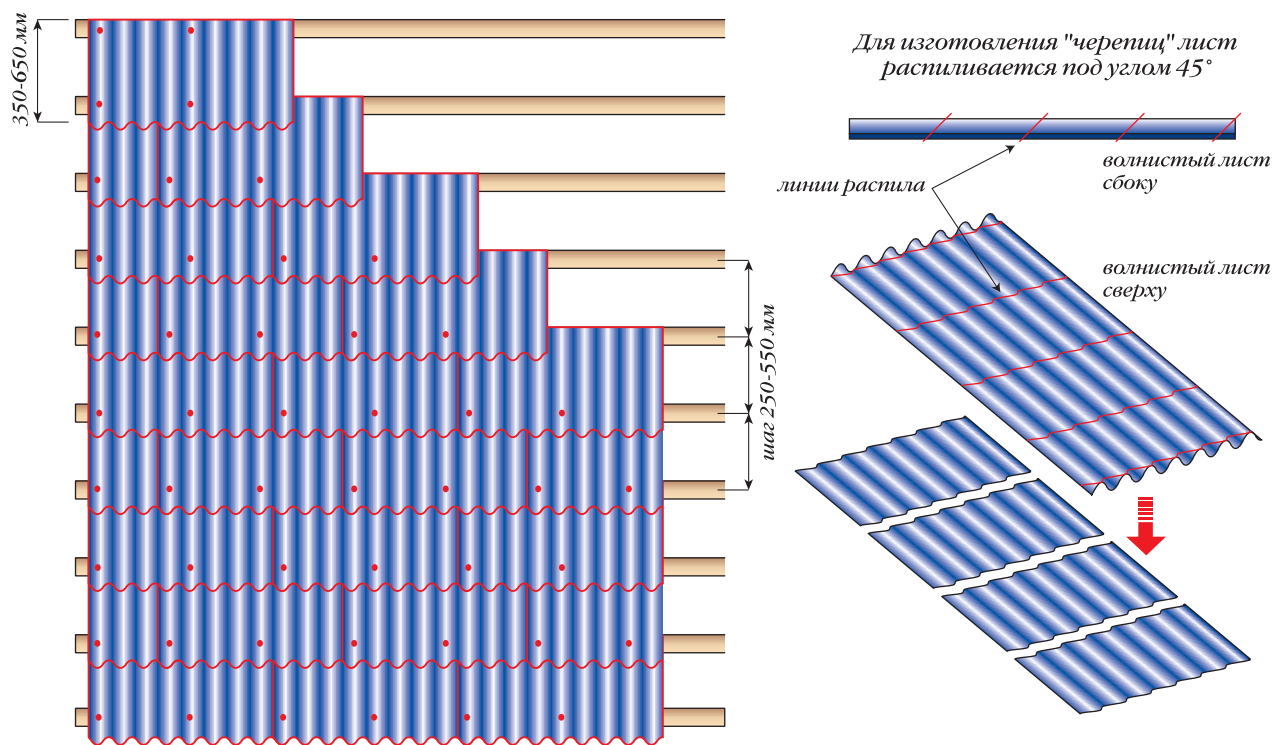 350-650 мм
Для изготовления "черепиц" лист
распиливается под углом 45°
волнистый лист
сбоку
линии распила
волнистый лист
сверху
шаг 250-550 мм